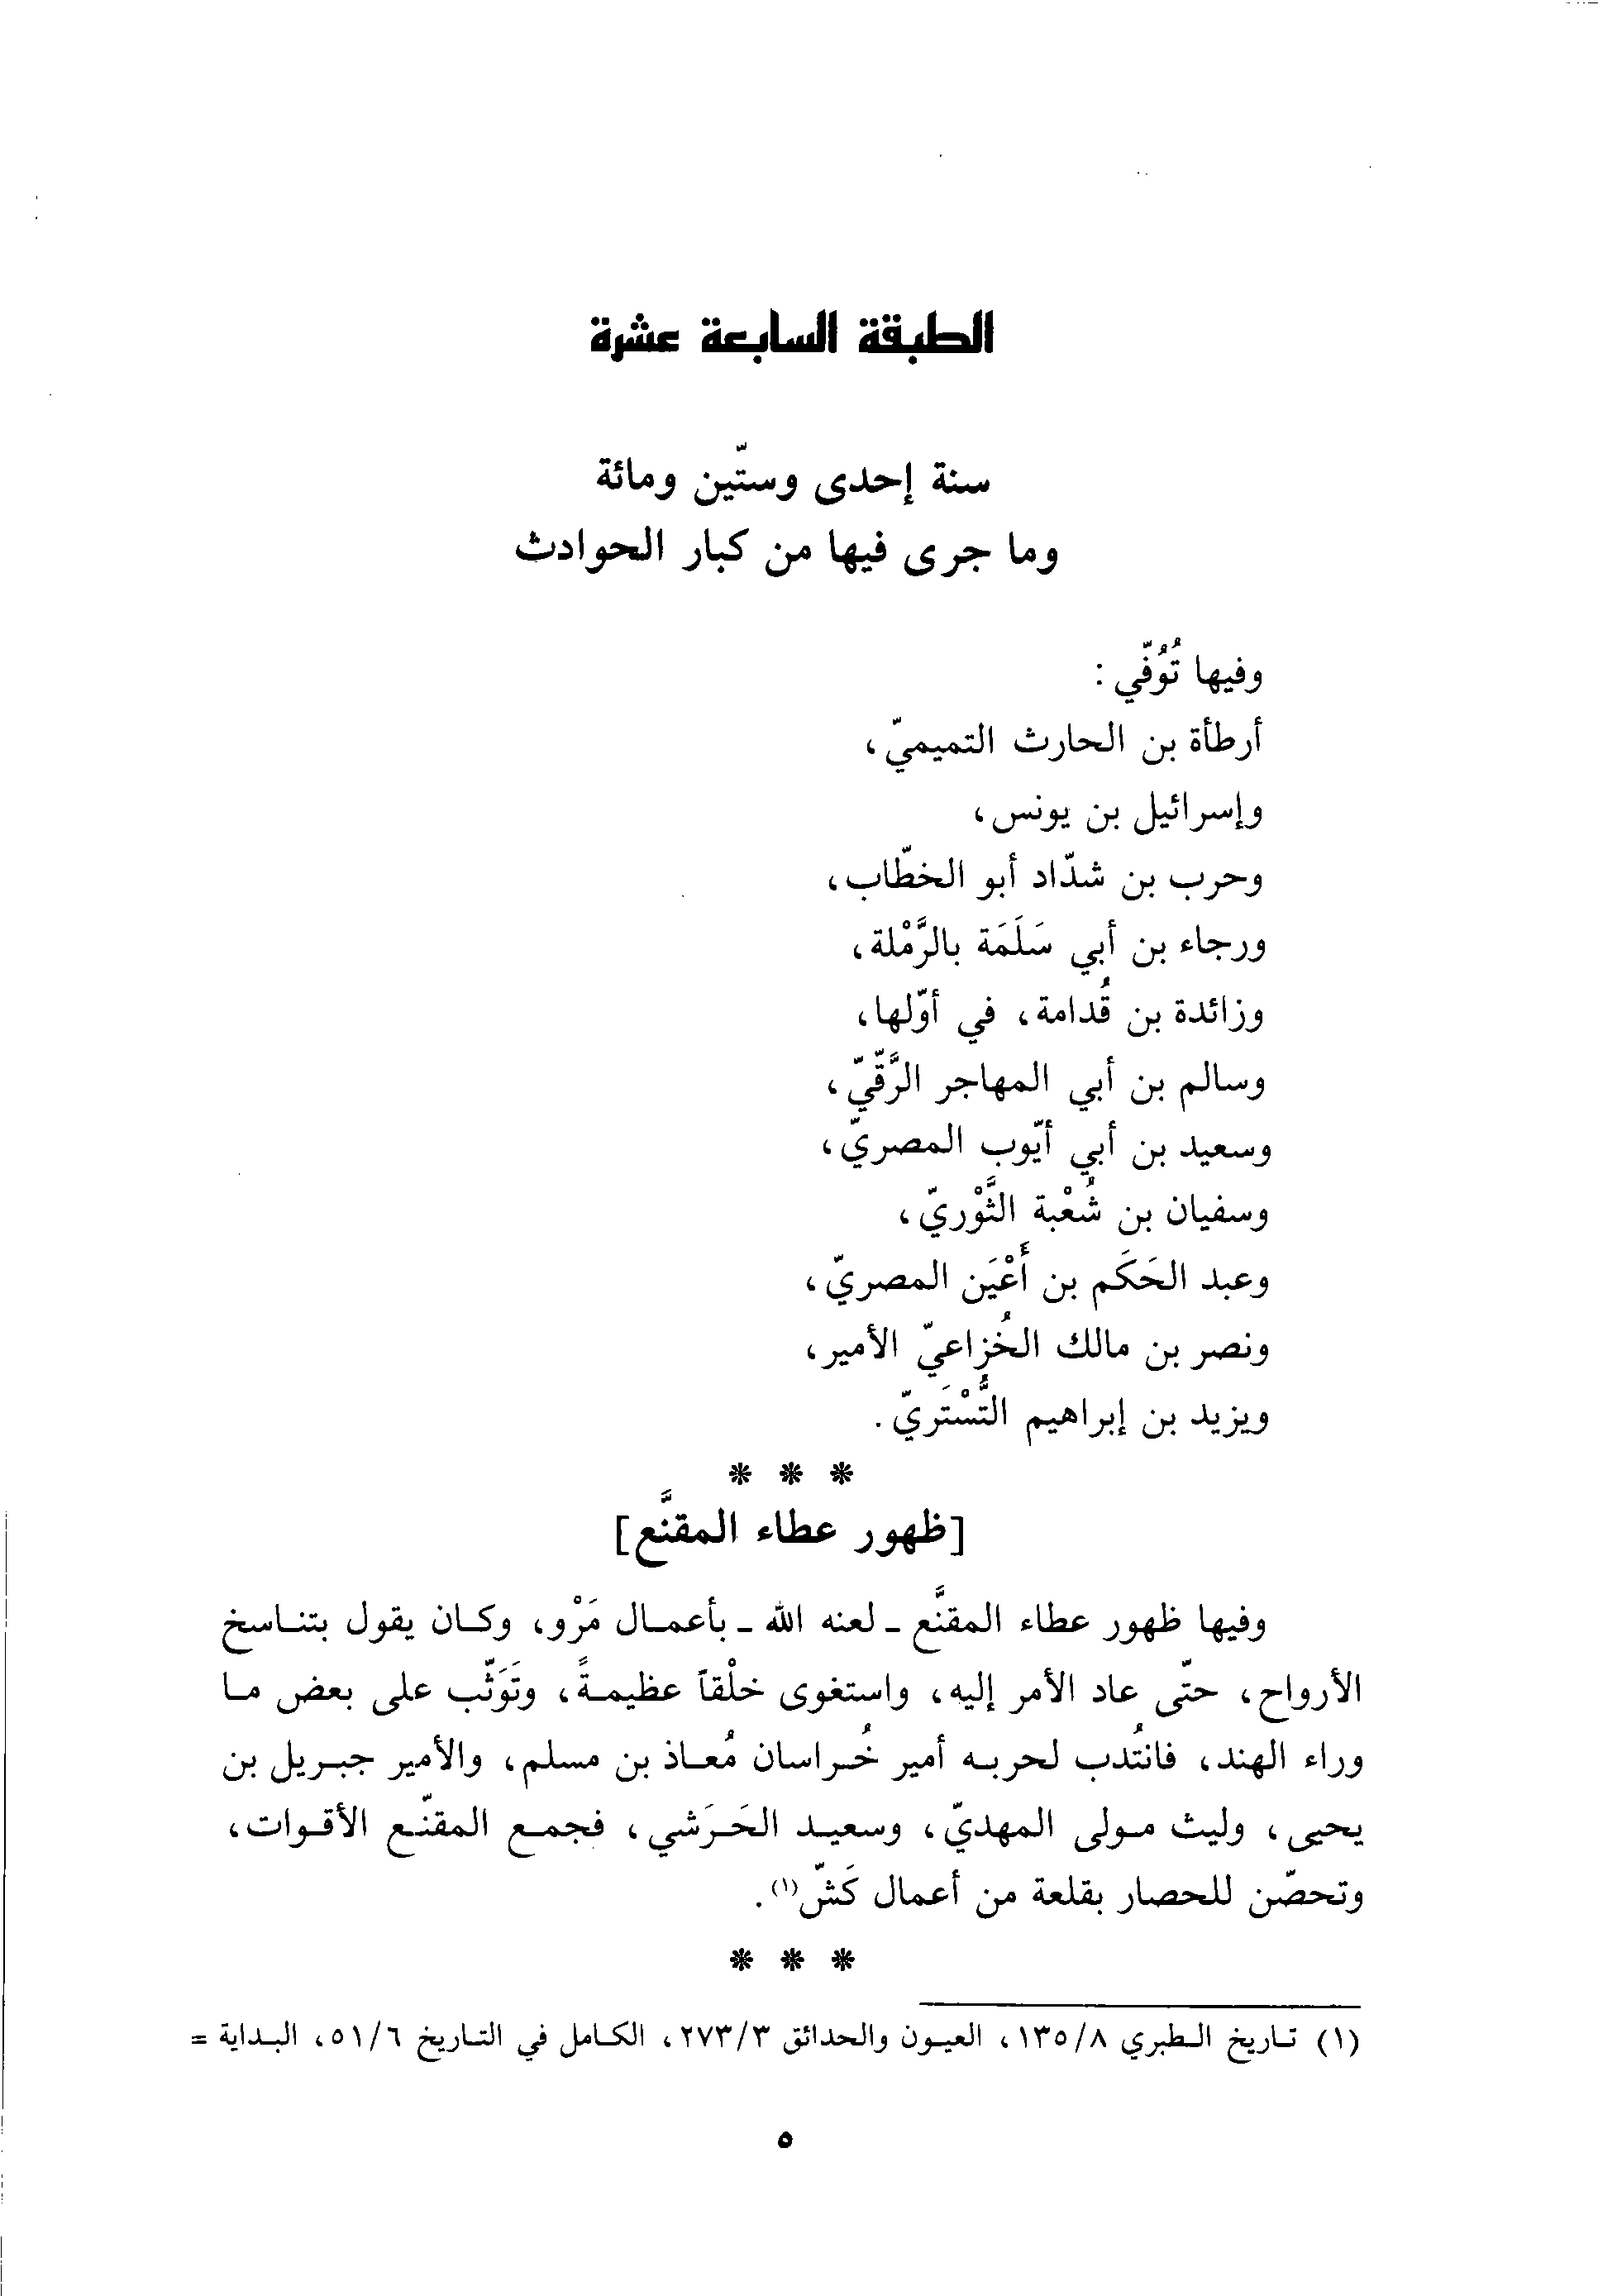 الطبقة السابعة عشرة
سنة إحدى وستّين ومائة
وما جرى فيها من كبار الحوادث
وفيها تُوُفّي :
أرطأة بن الحارث التميميّ،
وإسرائيل بن يونس،
وحرب بن شدّاد أبو الخطّاب،
ورجاء بن أبي سَلَمَة بالرَّمْلة،
وزائدة بن قُدامة، في أوّلها،
وسالم بن أبي المهاجر الرَّقّيّ،
وسعيد بن أبي أيّوب المصريّ،
وسفيان بن شُعْبة الثَّوْريّ،
وعبد الحَكَم بن أَعْيَن المصريّ،
ونصر بن مالك الخُزاعيّ الأمير،
ويزيد بن إبراهيم التُّسْتَريّ.
* * *
[ظهور عطاء المقنَّع]
وفيها ظهور عطاء المقنَّع ـ لعنه الله ـ بأعمال مَرْو، وكان يقول بتناسخ
الأرواح، حتّى عاد الأمر إليه، واستغوى خلْقاً عظيمةً، وتَوَثّب على بعض ما
وراء الهند، فانتُدب لحربه أمير خُراسان مُعاذ بن مسلم، والأمير جبريل بن
يحيى، وليث مولى المهديّ، وسعيد الحَرَشي، فجمع المقنّع الأقوات،
وتحصّن للحصار بقلعة من أعمال كَشّ(١).
* * *
(١) تاريخ الطبري ١٣٥/٨، العيون والحدائق ٢٧٣/٣، الكامل في التاريخ ٥١/٦، البداية =
٥